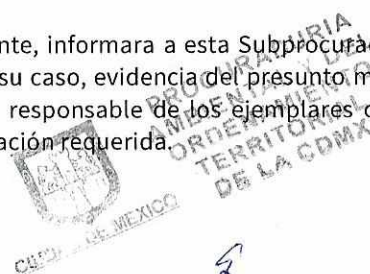 nte, informara a esta Subprocurad
su caso, evidencia del presunto m
responsable de los ejemplares d
ación requerida.
PROCURADURIA
AMBIENTAL Y DEL
ORDENAMIENTO
TERRITORIAL
DE LA CDMX
DE MEXICO